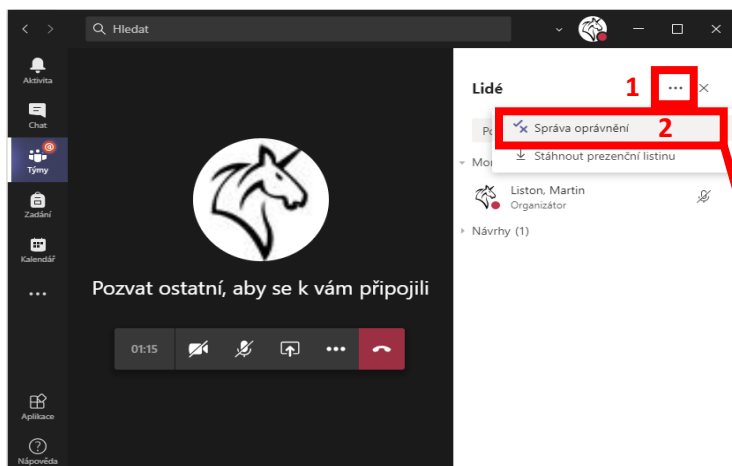 Hledat
Aktivita
Chat
Týmy
Zadání
Kalendář
Aplikace
Nápověda
Pozvat ostatní, aby se k vám připojili
01:15
Lidé
1
Správa oprávnění
2
Stáhnout prezenční listinu
Liston, Martin
Organizátor
Návrhy (1)